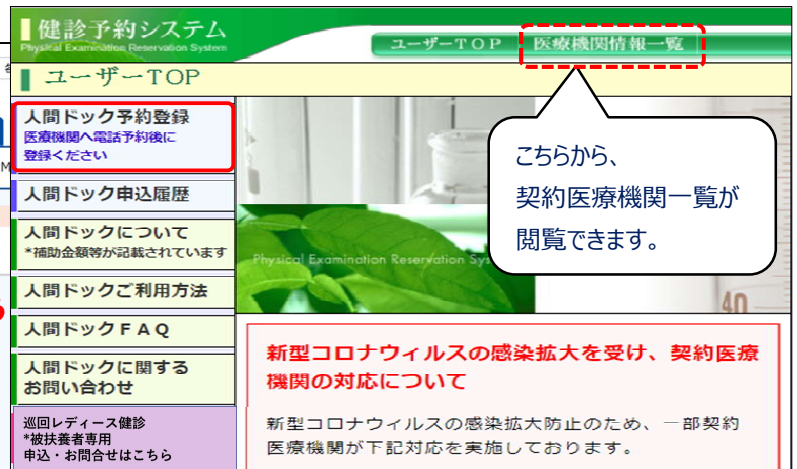 健診予約システム
Physical Examination Reservation System
ユーザーTOP
医療機関情報一覧
ユーザーTOP
人間ドック予約登録
医療機関へ電話予約後に
登録ください
人間ドック申込履歴
人間ドックについて
*補助金額等が記載されています
人間ドックご利用方法
人間ドックFAQ
人間ドックに関する
お問い合わせ
巡回レディース健診
*被扶養者専用
申込・お問合せはこちら
こちらから、
契約医療機関一覧が
閲覧できます。
Physical Examination Reservation Sys
40
新型コロナウィルスの感染拡大を受け、契約医療
機関の対応について
新型コロナウィルスの感染拡大防止のため、一部契約
医療機関が下記対応を実施しております。